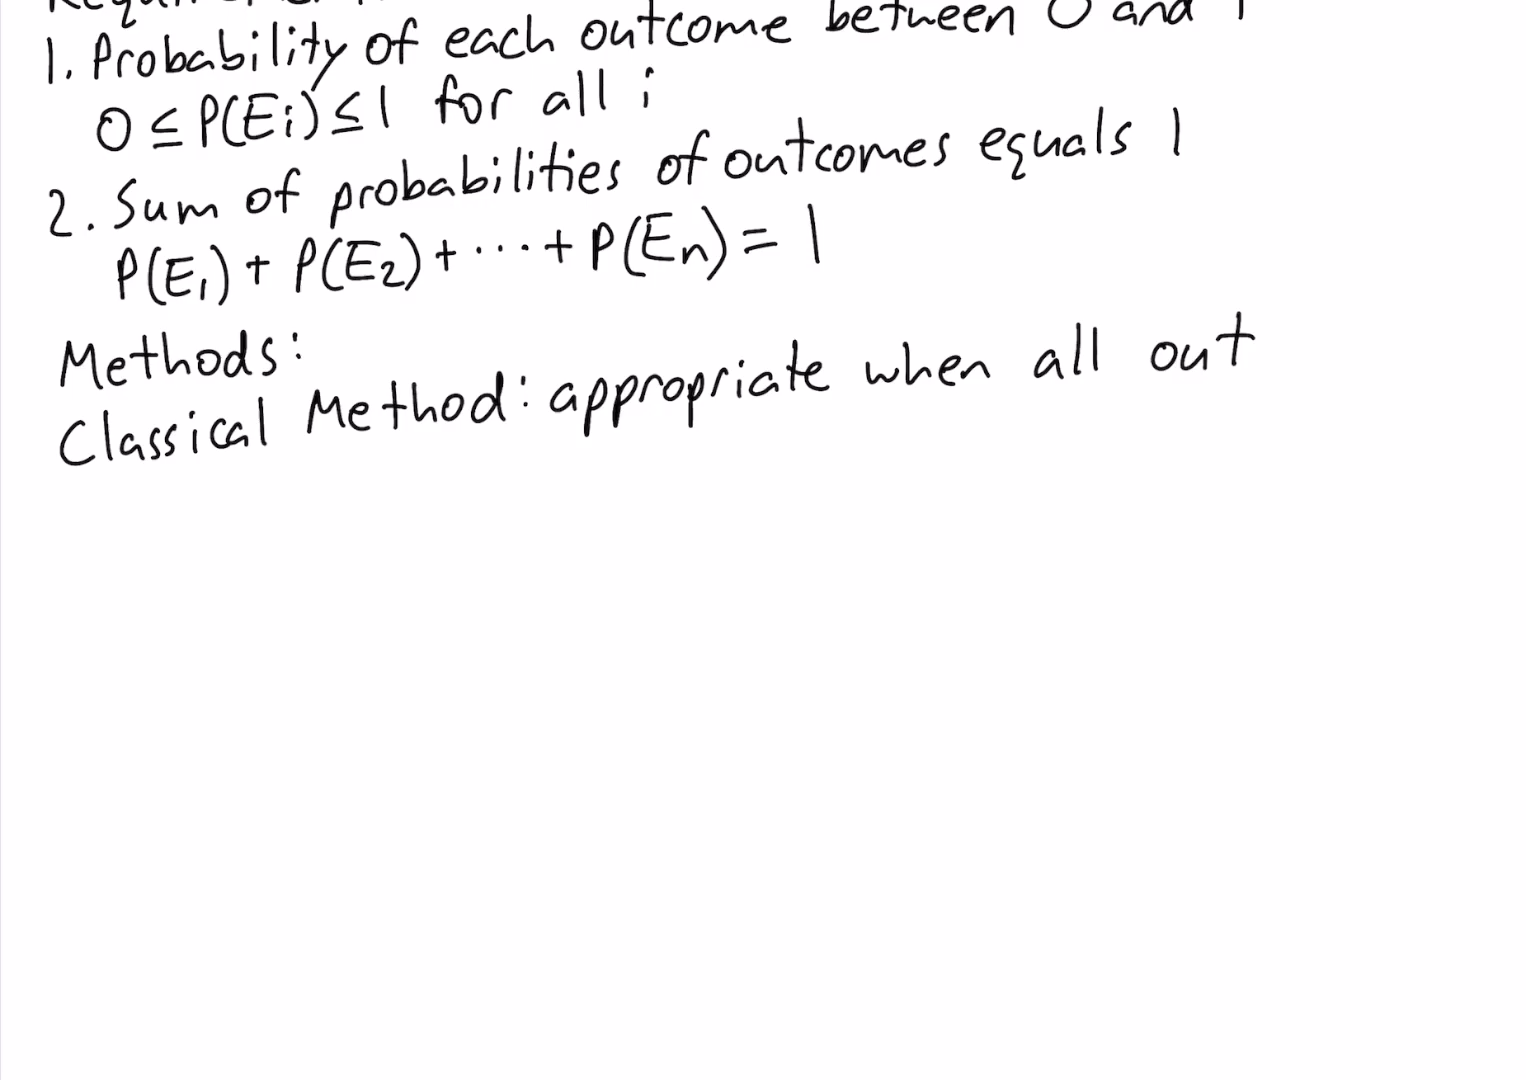 1. Probability of each outcome between 0 and 1
0 ≤ P(Ei) ≤ 1 for all i
2. Sum of probabilities of outcomes equals 1
P(E₁) + P(E₂) + ··· + P(En) = 1
Methods:
Classical Method: appropriate when all out